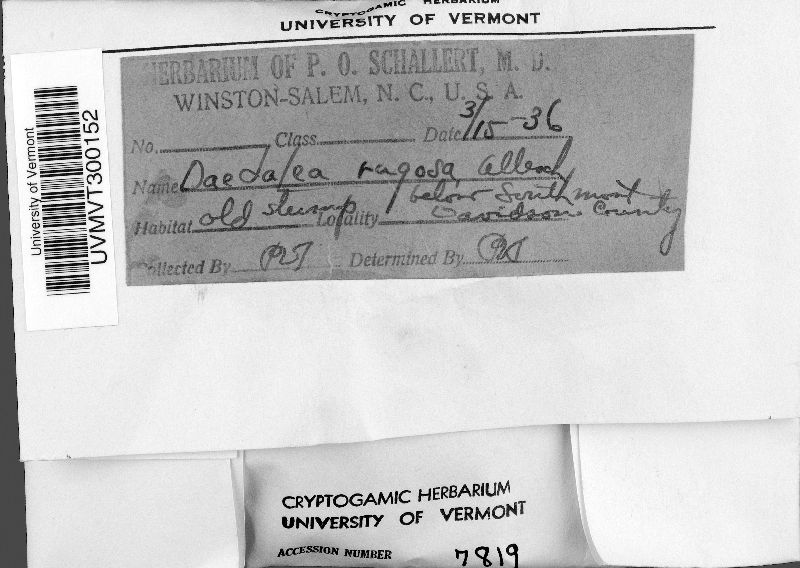 CRYPTOGAMIC HERBARIUM
UNIVERSITY OF VERMONT
University of Vermont
UVMVT300152
HERBARIUM OF P. O. SCHALLERT, M. D.
WINSTON-SALEM, N. C., U. S. A.
No. Class Date 3/15-36
Name Daedalea rugosa Allesch
Habitat old stump Locality below Southmont Davidson County
Collected By Determined By
CRYPTOGAMIC HERBARIUM
UNIVERSITY OF VERMONT
ACCESSION NUMBER 7819